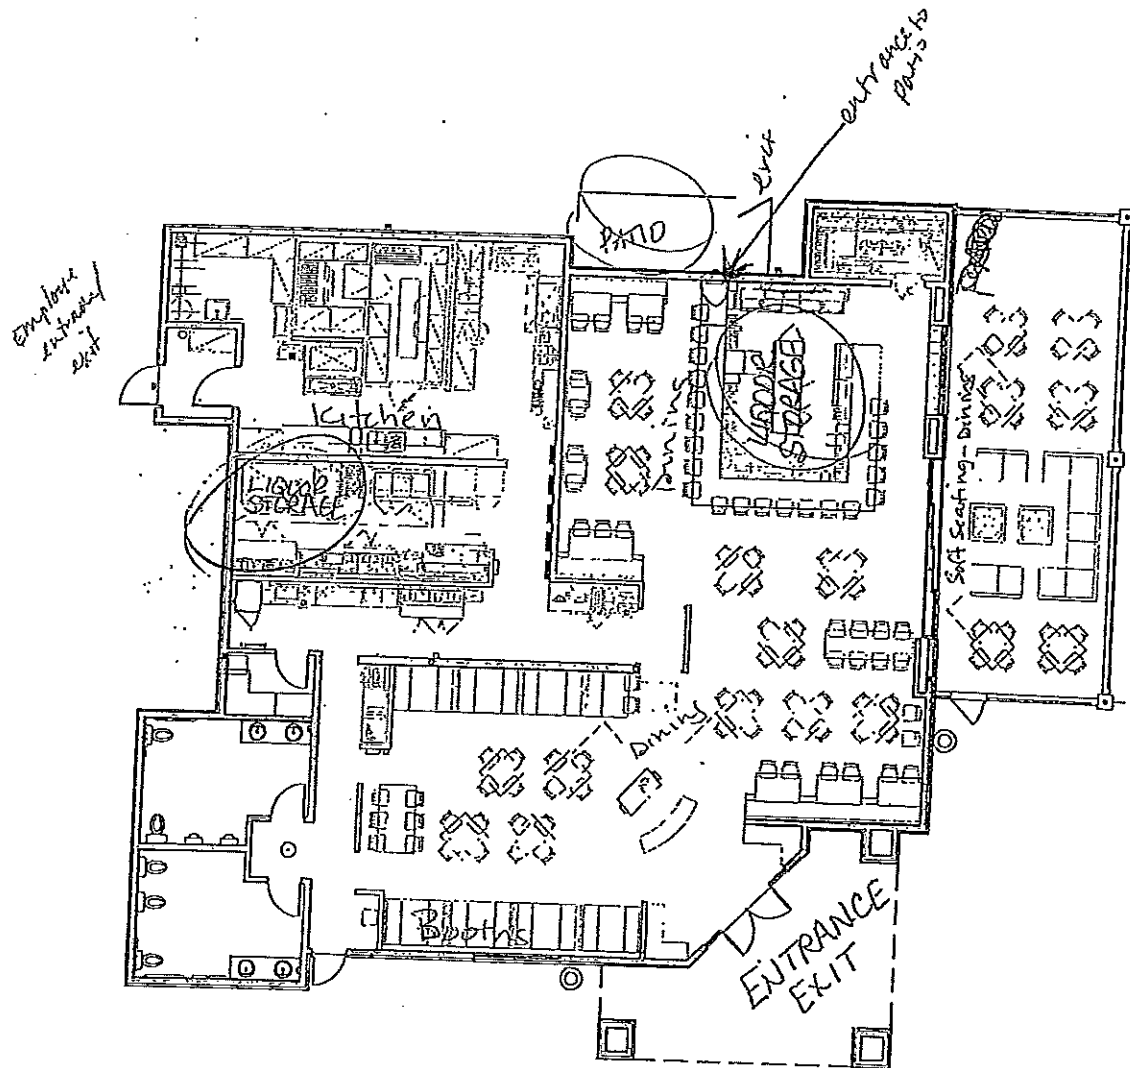 entrance to
patio
exit
PATIO
Employee
entrance/
exit
Kitchen
LIQUOR
STORAGE
LIQUOR
STORAGE
Dining
Soft Seating - Dining
Dining
Booths
ENTRANCE
EXIT